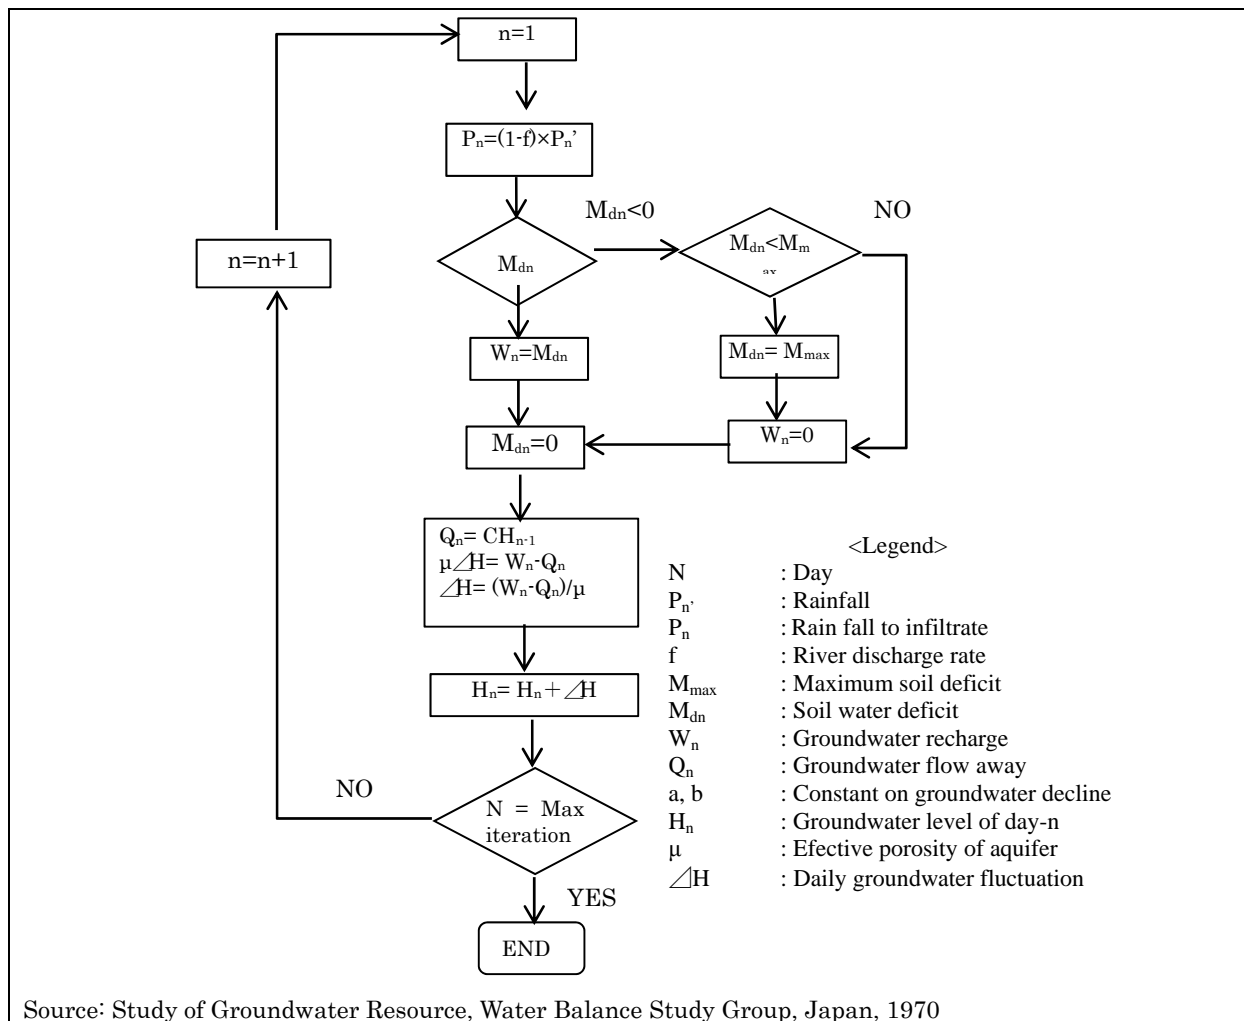 n=1
Pn=(1-f)×Pn’
Mdn<0
NO
n=n+1
Mdn
Mdn<Mm
ax
Wn=Mdn
Mdn= Mmax
Mdn=0
Wn=0
Qn= CHn-1
μ⊿H= Wn-Qn
⊿H= (Wn-Qn)/μ
Hn= Hn＋⊿H
NO
N = Max
iteration
YES
END
<Legend>
N : Day
Pn’ : Rainfall
Pn : Rain fall to infiltrate
f : River discharge rate
Mmax : Maximum soil deficit
Mdn : Soil water deficit
Wn : Groundwater recharge
Qn : Groundwater flow away
a, b : Constant on groundwater decline
Hn : Groundwater level of day-n
μ : Efective porosity of aquifer
⊿H : Daily groundwater fluctuation
Source: Study of Groundwater Resource, Water Balance Study Group, Japan, 1970